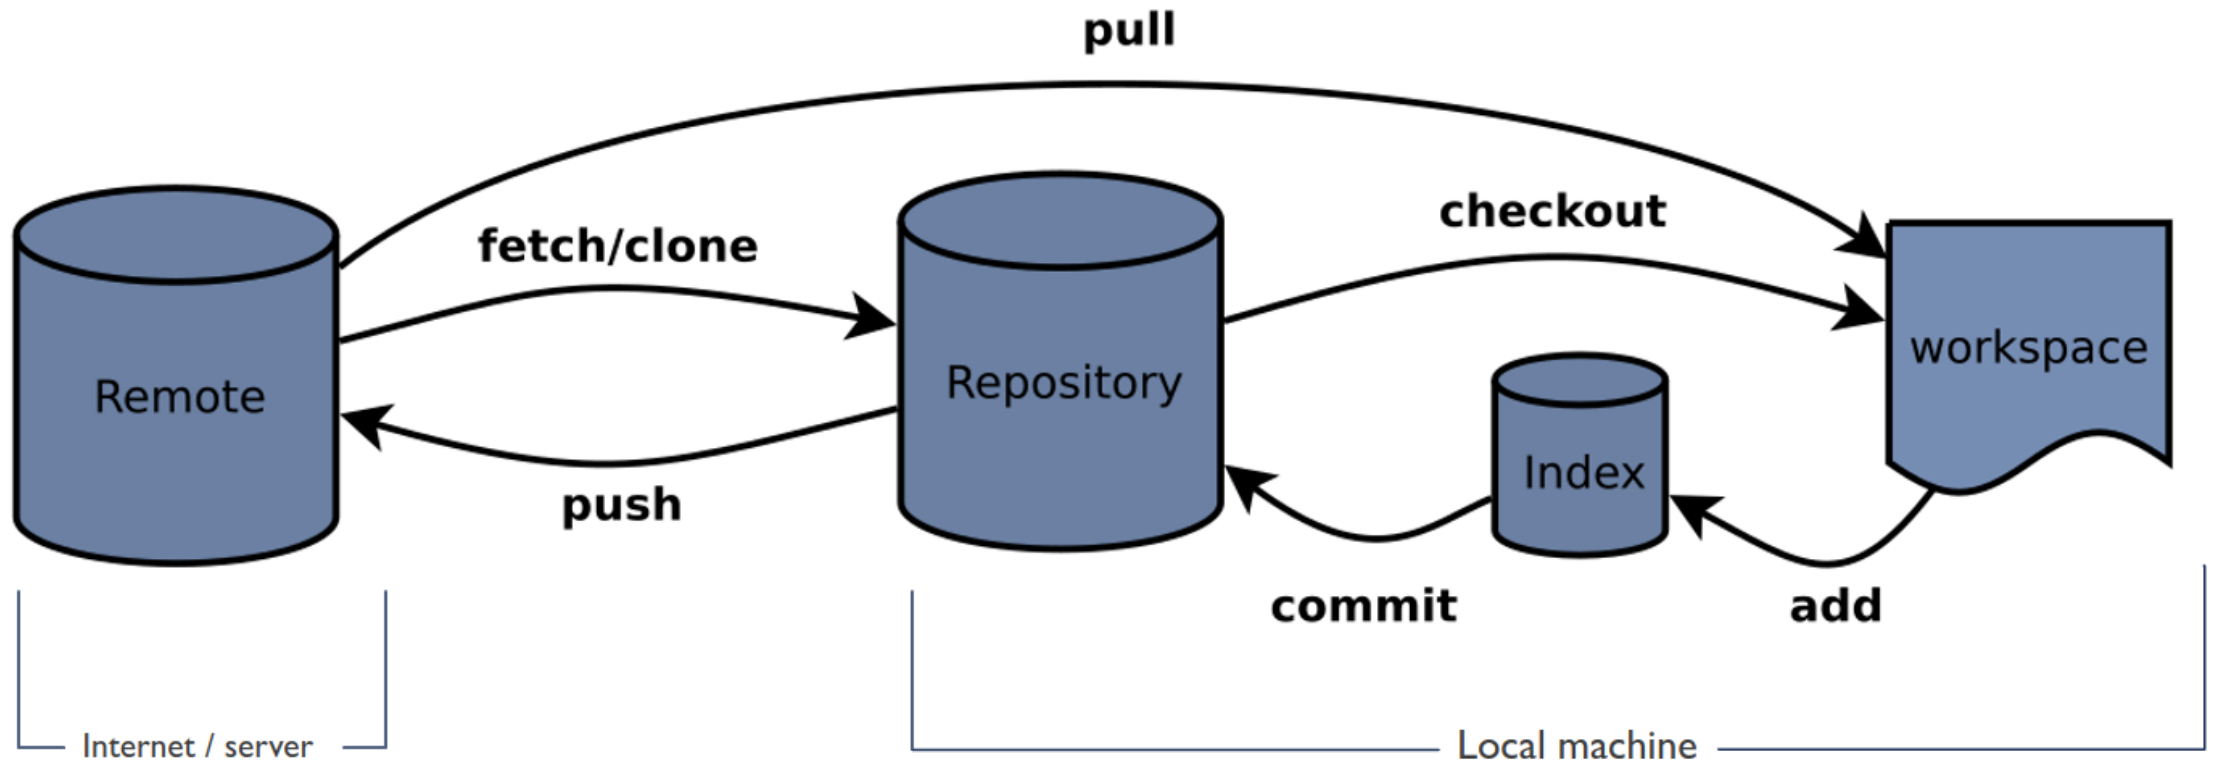 pull
fetch/clone
checkout
Remote
Repository
workspace
Index
push
commit
add
Internet / server
Local machine